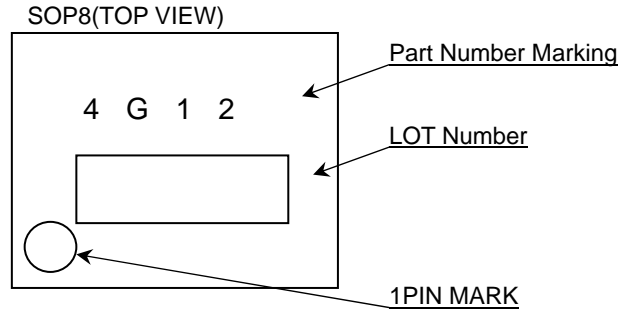 SOP8(TOP VIEW)
Part Number Marking
4 G 1 2
LOT Number
1PIN MARK